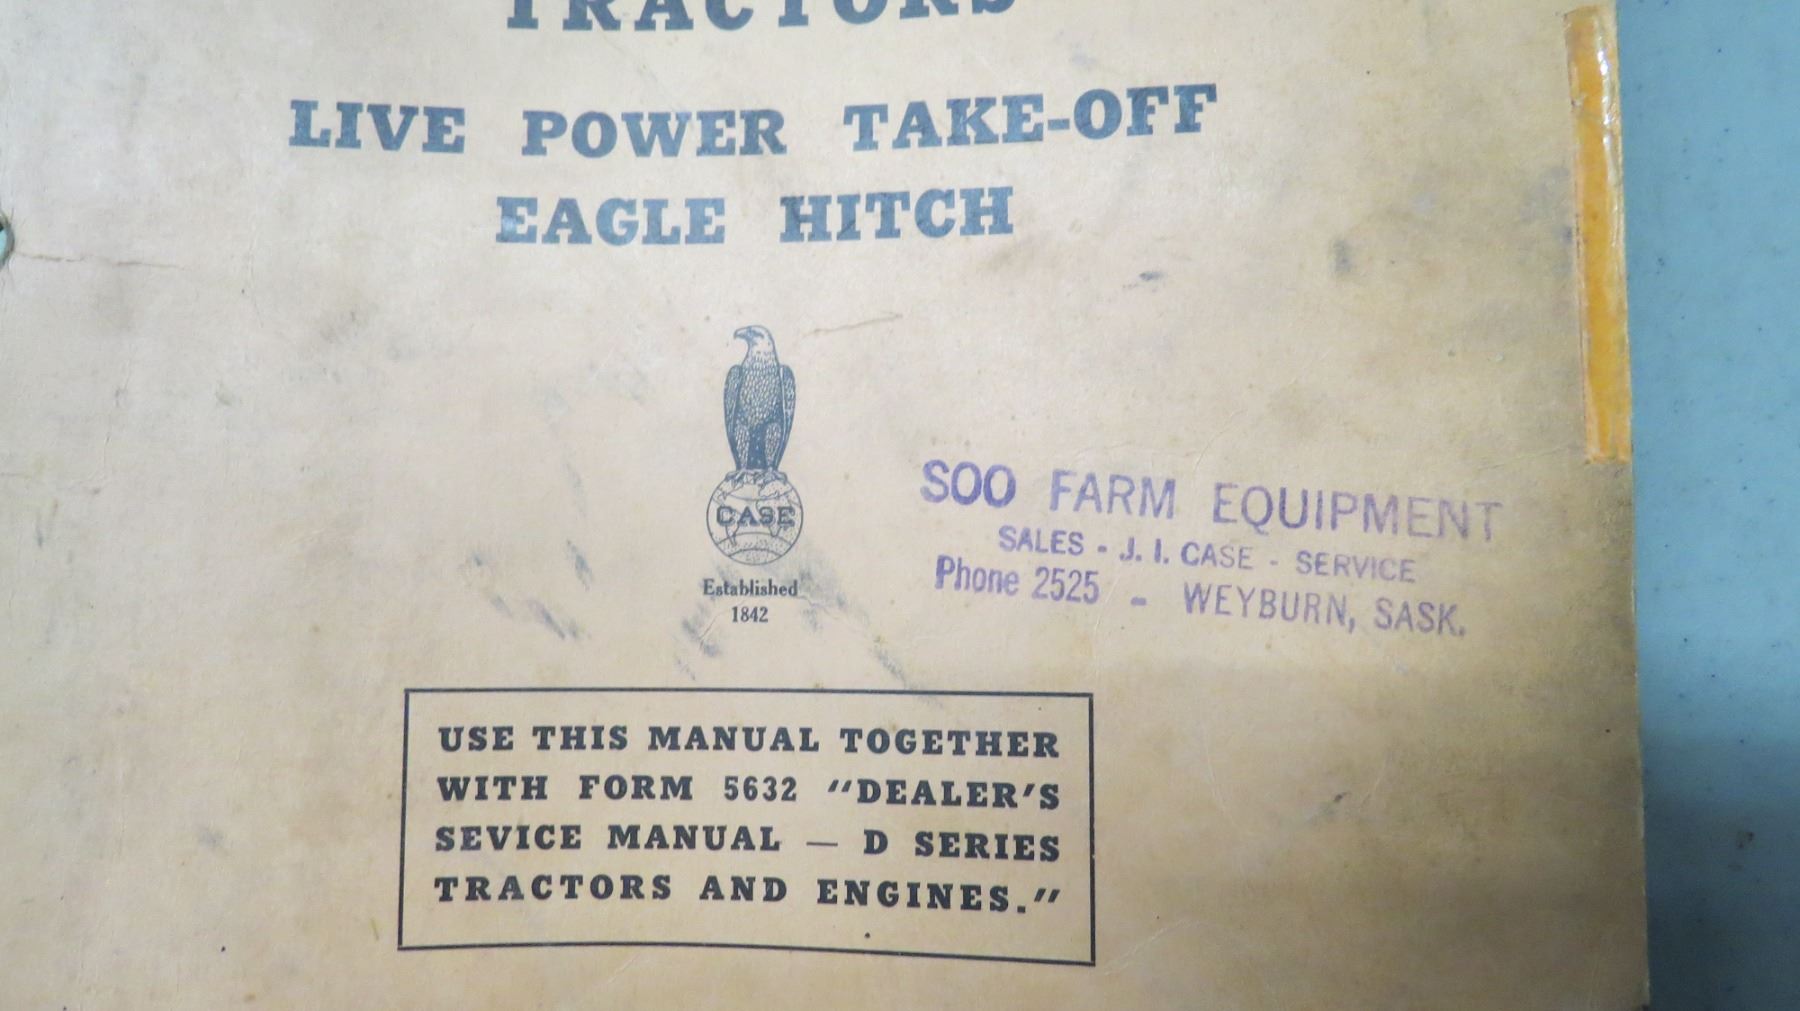 TRACTORS
LIVE POWER TAKE-OFF
EAGLE HITCH
CASE
Established
1842
SOO FARM EQUIPMENT
SALES - J. I. CASE - SERVICE
Phone 2525 - WEYBURN, SASK.
USE THIS MANUAL TOGETHER
WITH FORM 5632 "DEALER'S
SEVICE MANUAL — D SERIES
TRACTORS AND ENGINES."